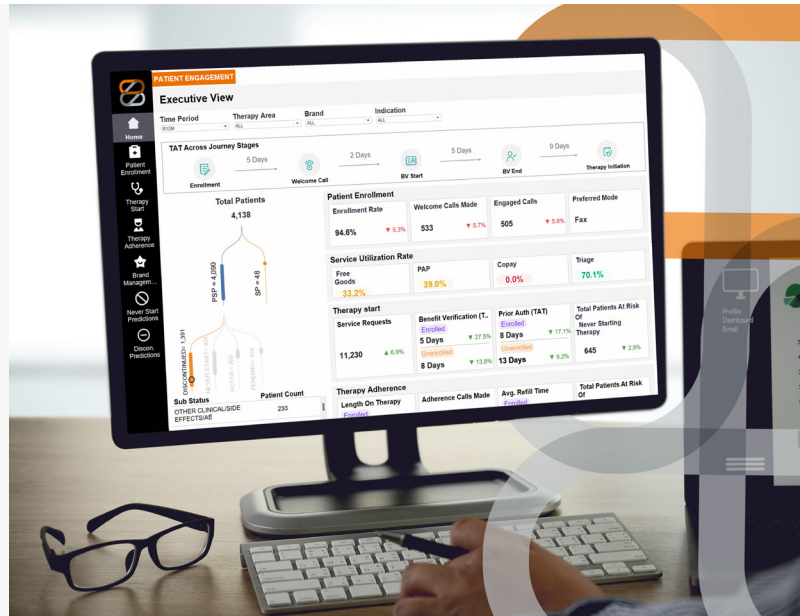 PATIENT ENGAGEMENT
Executive View
Time Period
R12M
Therapy Area
ALL
Brand
ALL
Indication
ALL
Home
Patient
Enrollment
Therapy
Start
Therapy
Adherence
Brand
Managem...
Never Start
Predictions
Discon.
Predictions
TAT Across Journey Stages
Enrollment
5 Days
Welcome Call
2 Days
BV Start
5 Days
BV End
9 Days
Therapy Initiation
Total Patients
4,138
PSP = 4,090
SP = 48
DISCONTINUED= 1,391
Sub Status
Patient Count
OTHER CLINICAL/SIDE
EFFECTS/AE
233
Patient Enrollment
Enrollment Rate
94.6% ▼ 5.3%
Welcome Calls Made
533 ▼ 5.7%
Engaged Calls
505 ▼ 5.8%
Preferred Mode
Fax
Service Utilization Rate
Free
Goods
33.2%
PAP
39.0%
Copay
0.0%
Triage
70.1%
Therapy start
Service Requests
11,230 ▲ 6.9%
Benefit Verification (T..
Enrolled
5 Days ▼ 27.5%
Unenrolled
8 Days ▼ 13.8%
Prior Auth (TAT)
Enrolled
8 Days ▼ 17.1%
Unenrolled
13 Days ▼ 9.2%
Total Patients At Risk
Of
Never Starting
Therapy
645 ▼ 2.9%
Therapy Adherence
Length On Therapy
Enrolled
Adherence Calls Made
Avg. Refill Time
Enrolled
Total Patients At Risk
Of
Profile
Dashboard
Email